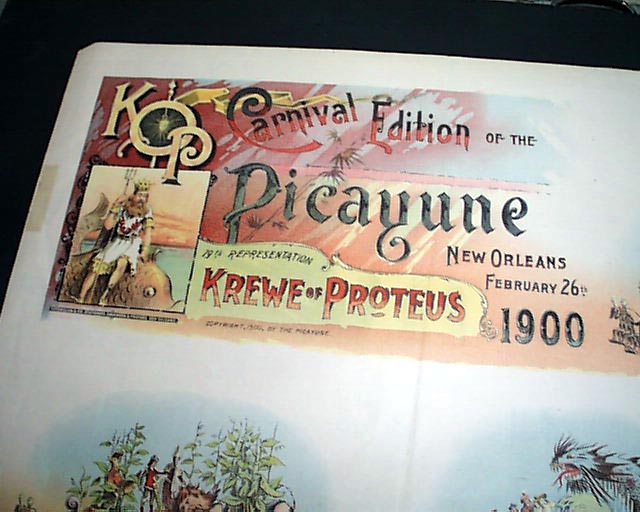 KOP
Carnival Edition OF THE
Picayune
NEW ORLEANS
FEBRUARY 26th
1900
19th REPRESENTATION
KREWE OF PROTEUS
COPYRIGHT, 1900, BY THE PICAYUNE.